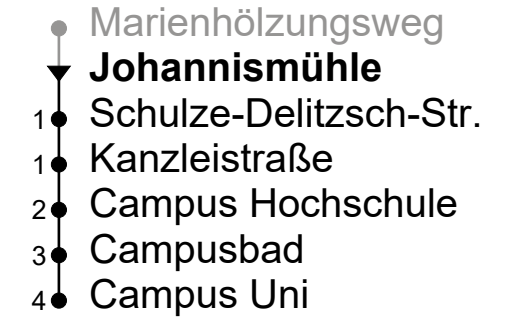 Marienhölzungsweg
Johannismühle
1 Schulze-Delitzsch-Str.
1 Kanzleistraße
2 Campus Hochschule
3 Campusbad
4 Campus Uni